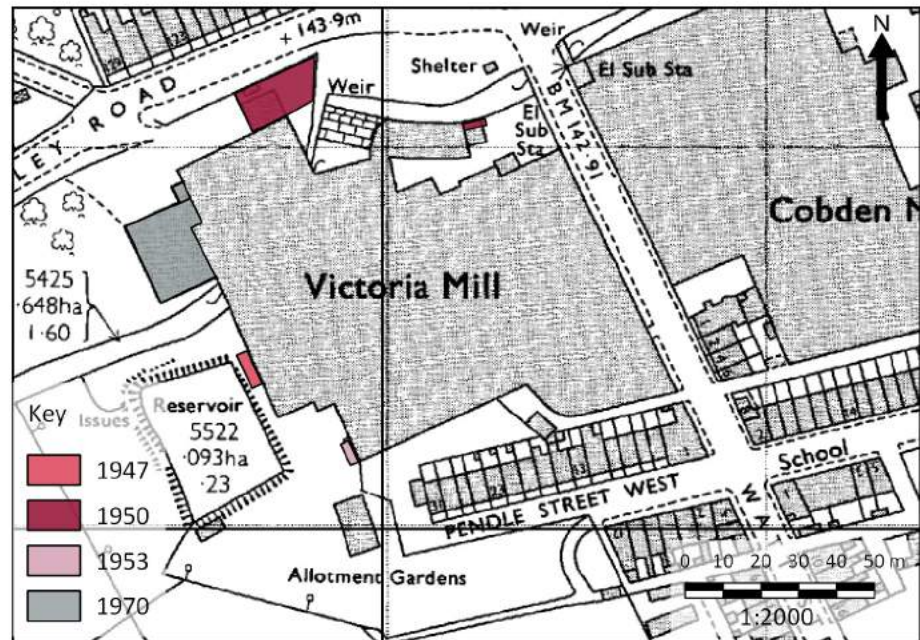 143.9m
N
Weir
Shelter
El Sub Sta
ROAD
LEY
Weir
El
Sub
Sta
BM 142.91
Cobden
Victoria Mill
5425
.648ha
1.60
Key
Issues
Reservoir
5522
.093ha
.23
1947
1950
1953
1970
School
PENDLE STREET WEST
Allotment Gardens
0 10 20 30 40 50 m
1:2000